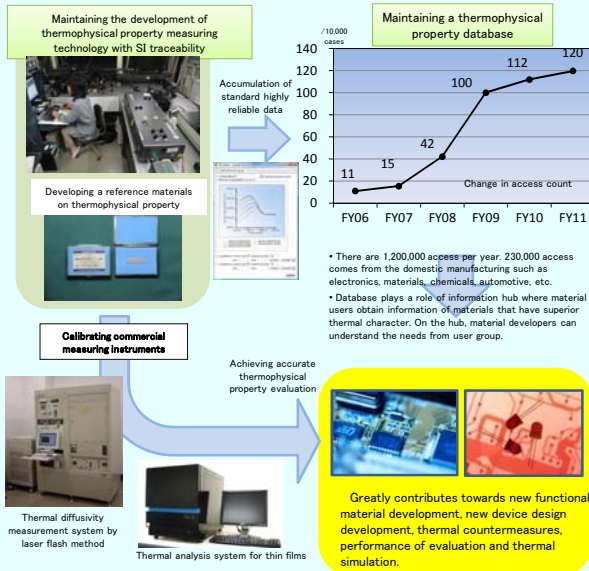 Maintaining the development of
thermophysical property measuring
technology with SI traceability
Developing a reference materials
on thermophysical property
Accumulation of
standard highly
reliable data
Maintaining a thermophysical
property database
/10,000
cases
140
120
100
80
60
40
20
0
11
15
42
100
112
120
Change in access count
FY06 FY07 FY08 FY09 FY10 FY11
• There are 1,200,000 access per year. 230,000 access
comes from the domestic manufacturing such as
electronics, materials, chemicals, automotive, etc.
• Database plays a role of information hub where material
users obtain information of materials that have superior
thermal character. On the hub, material developers can
understand the needs from user group.
Calibrating commercial
measuring instruments
Achieving accurate
thermophysical
property evaluation
Thermal diffusivity
measurement system by
laser flash method
Thermal analysis system for thin films
Greatly contributes towards new functional
material development, new device design
development, thermal countermeasures,
performance of evaluation and thermal
simulation.